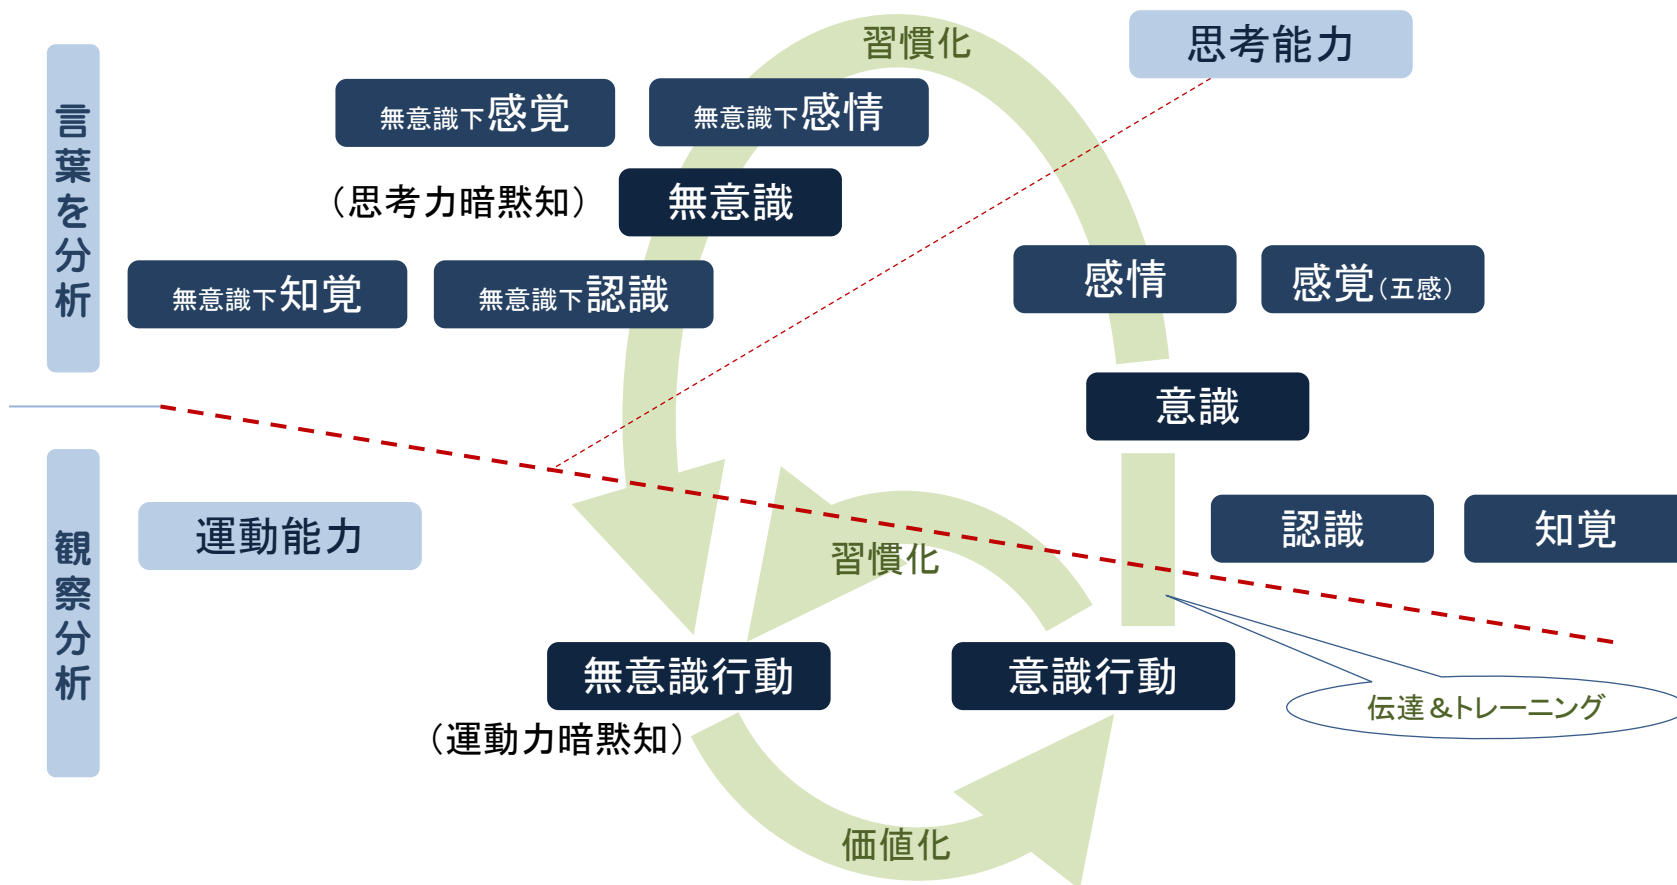 習慣化
思考能力
言葉を分析
無意識下感覚
無意識下感情
（思考力暗黙知）
無意識
無意識下知覚
無意識下認識
感情
感覚（五感）
意識
観察分析
運動能力
習慣化
認識
知覚
無意識行動
意識行動
（運動力暗黙知）
伝達＆トレーニング
価値化